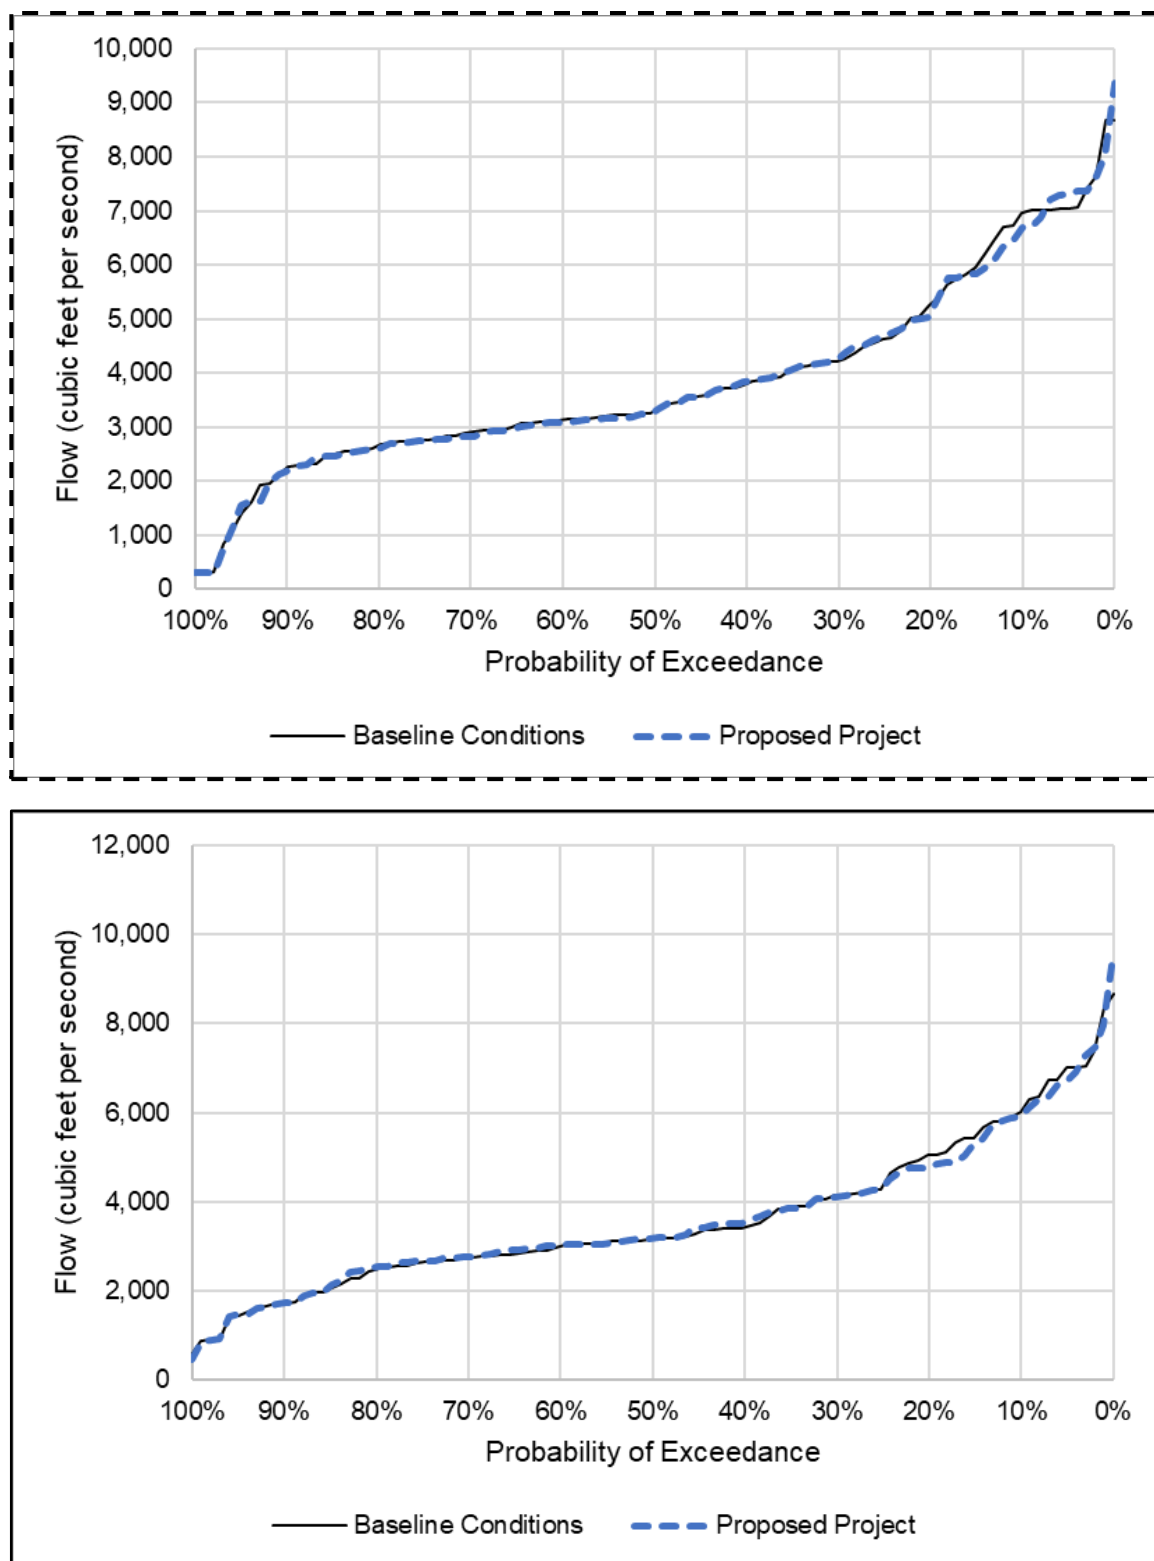 10,000
9,000
8,000
7,000
6,000
5,000
4,000
3,000
2,000
1,000
0
Flow (cubic feet per second)
100% 90% 80% 70% 60% 50% 40% 30% 20% 10% 0%
Probability of Exceedance
Baseline Conditions Proposed Project
12,000
10,000
8,000
6,000
4,000
2,000
0
Flow (cubic feet per second)
100% 90% 80% 70% 60% 50% 40% 30% 20% 10% 0%
Probability of Exceedance
Baseline Conditions Proposed Project